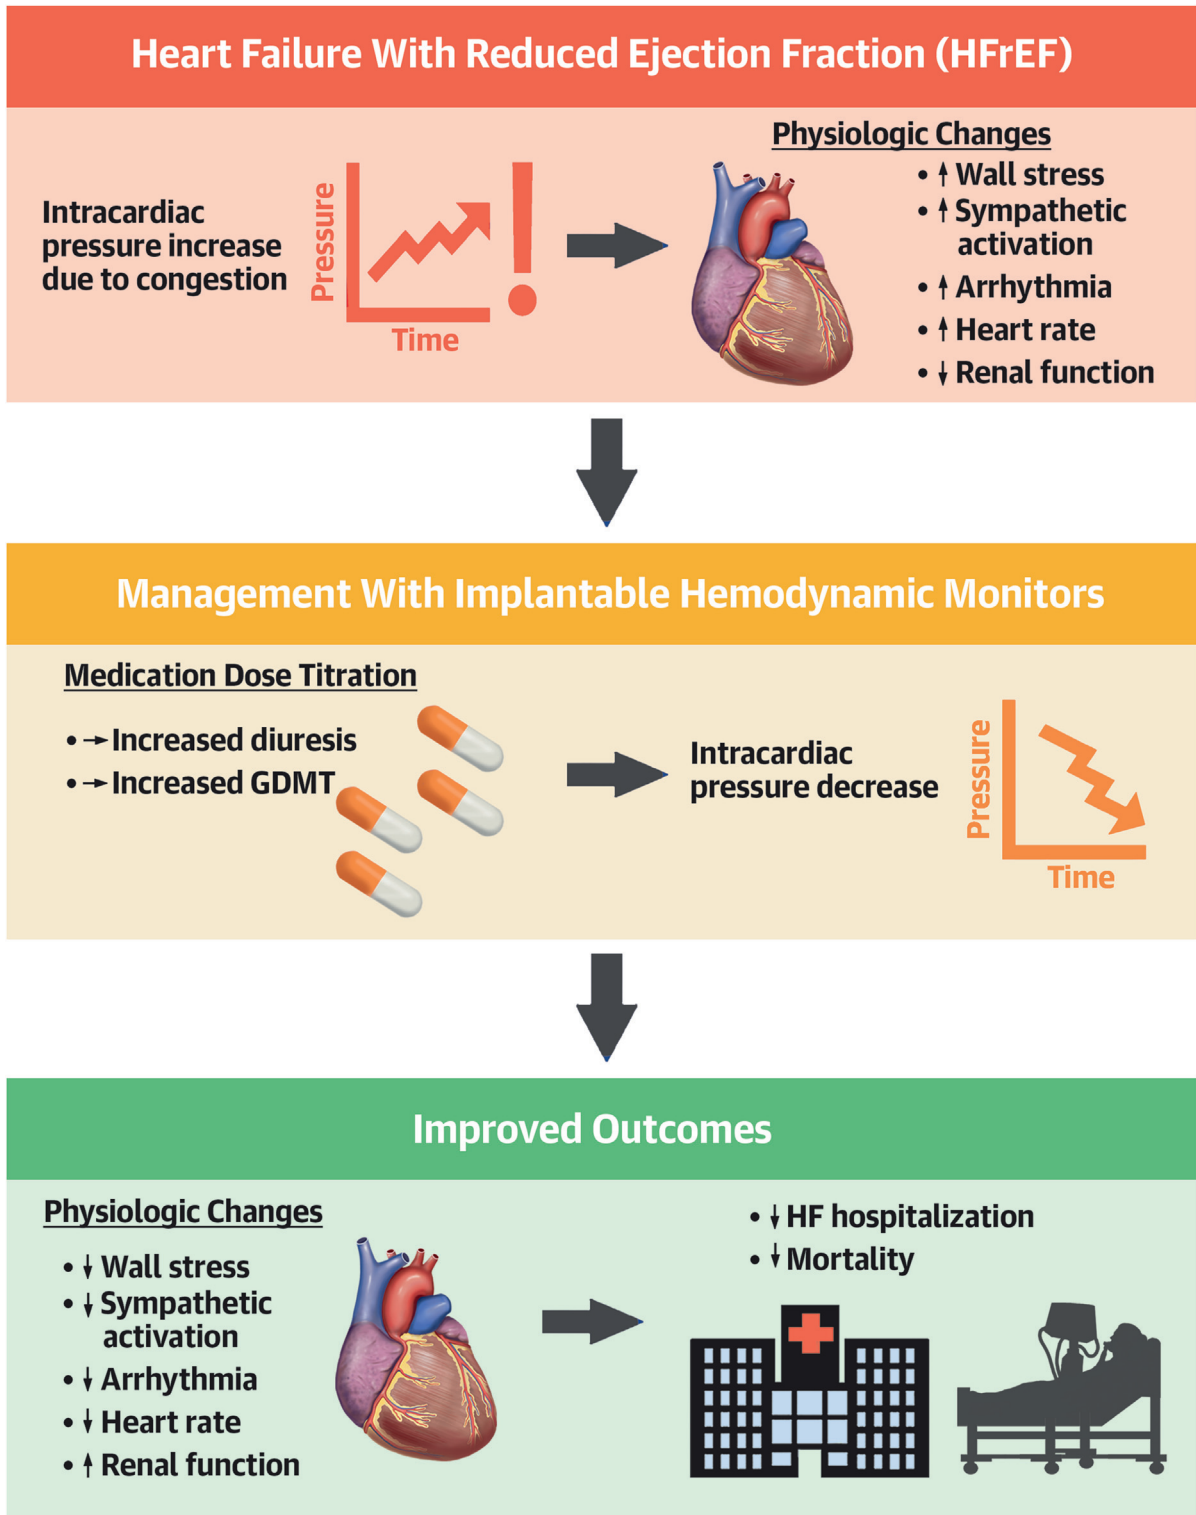 Heart Failure With Reduced Ejection Fraction (HFrEF)
Intracardiac
pressure increase
due to congestion
Pressure
Time
Physiologic Changes
• ↑ Wall stress
• ↑ Sympathetic
activation
• ↑ Arrhythmia
• ↑ Heart rate
• ↓ Renal function
Management With Implantable Hemodynamic Monitors
Medication Dose Titration
• → Increased diuresis
• → Increased GDMT
Intracardiac
pressure decrease
Pressure
Time
Improved Outcomes
Physiologic Changes
• ↓ Wall stress
• ↓ Sympathetic
activation
• ↓ Arrhythmia
• ↓ Heart rate
• ↑ Renal function
• ↓ HF hospitalization
• ↓ Mortality